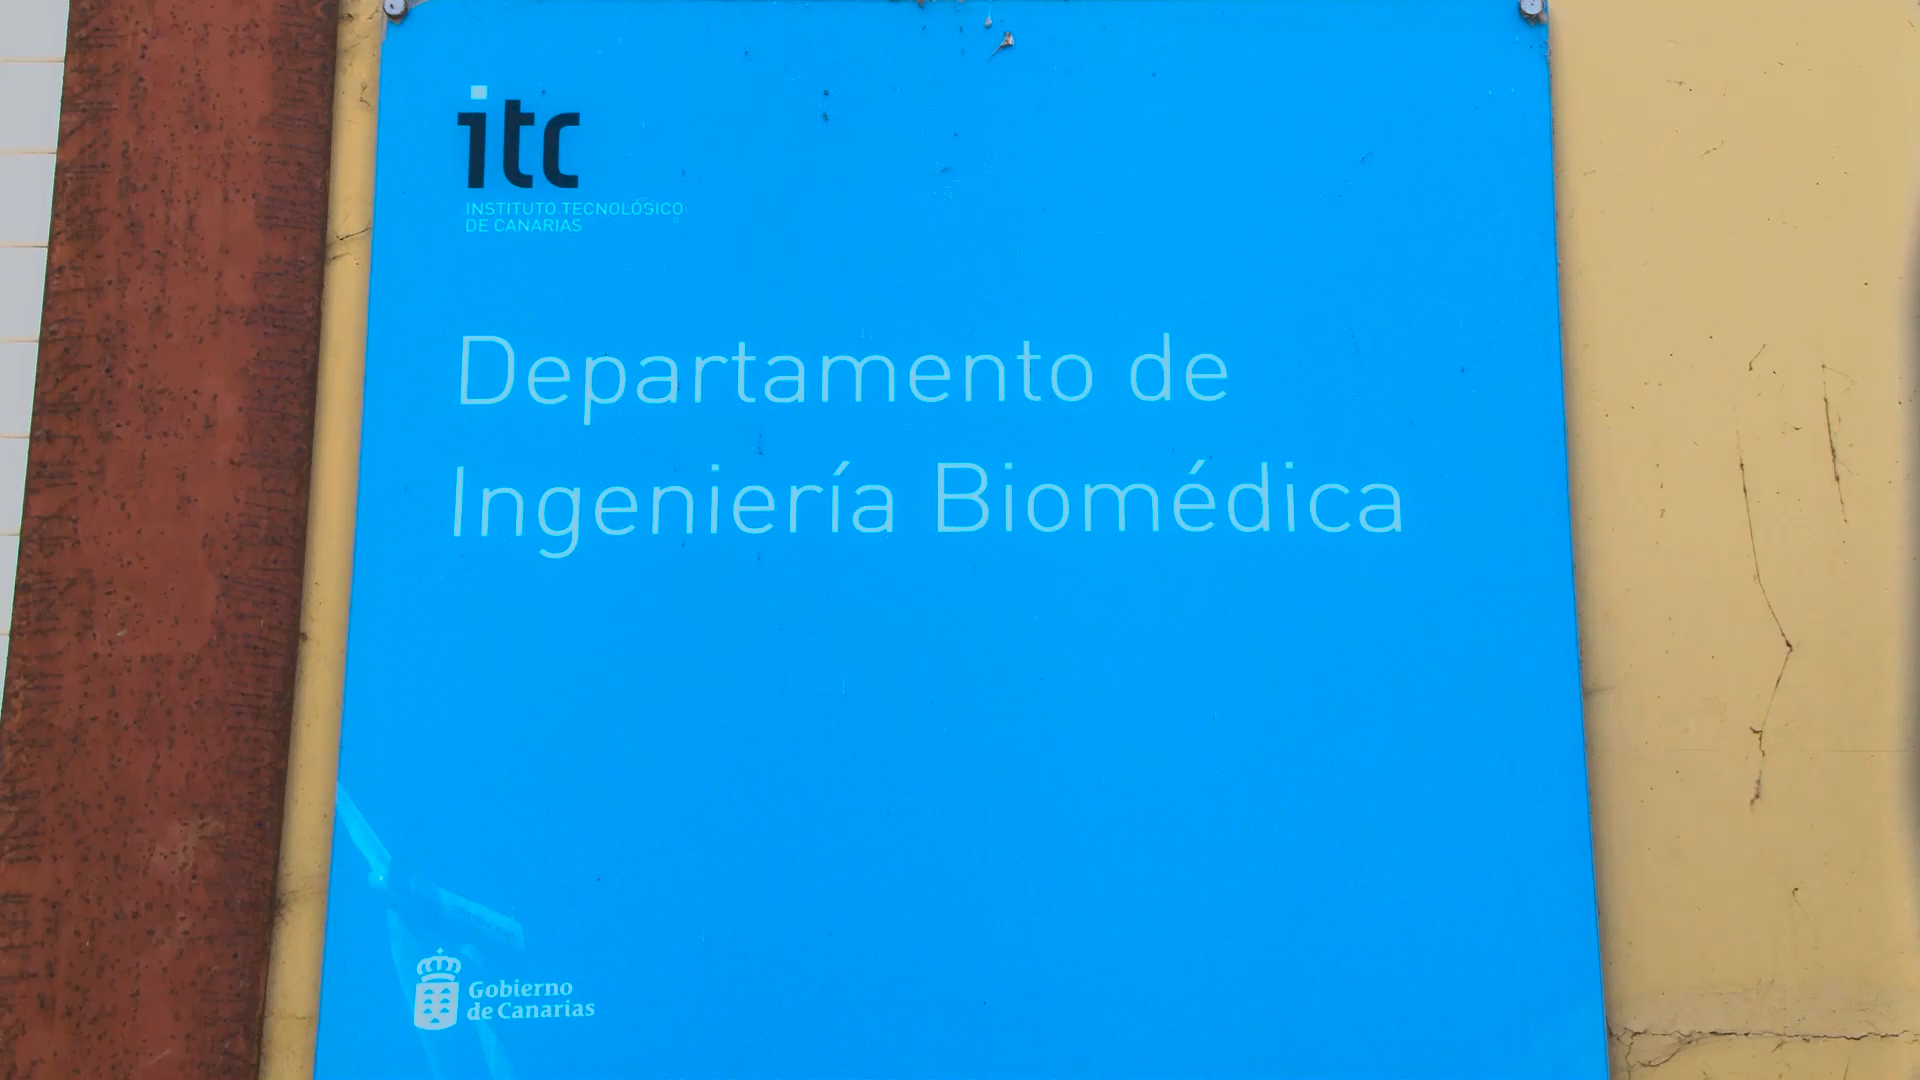 itc
INSTITUTO TECNOLÓGICO
DE CANARIAS
Departamento de
Ingeniería Biomédica
Gobierno
de Canarias